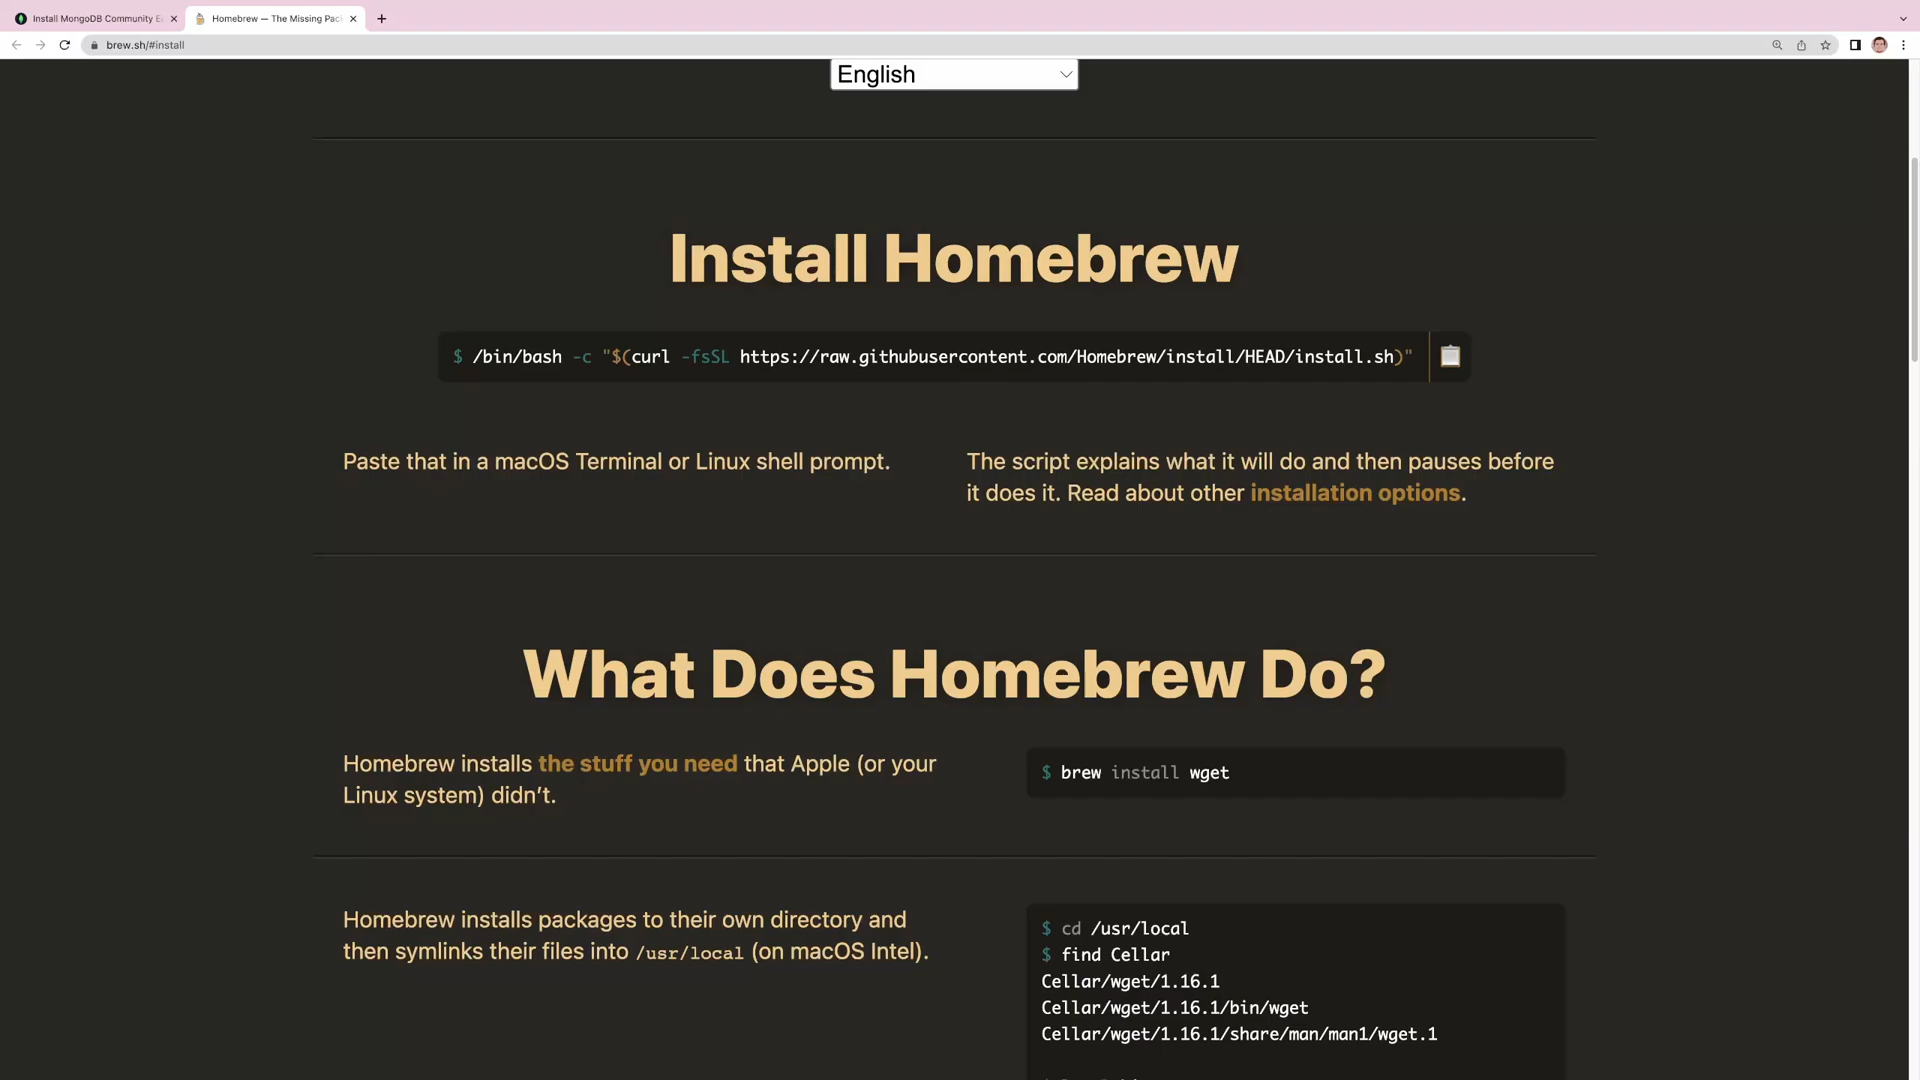 Install MongoDB Community E
Homebrew — The Missing Pac
brew.sh/#install
English
Install Homebrew
$ /bin/bash -c "$(curl -fsSL https://raw.githubusercontent.com/Homebrew/install/HEAD/install.sh)"
Paste that in a macOS Terminal or Linux shell prompt.
The script explains what it will do and then pauses before
it does it. Read about other installation options.
What Does Homebrew Do?
Homebrew installs the stuff you need that Apple (or your
Linux system) didn’t.
$ brew install wget
Homebrew installs packages to their own directory and
then symlinks their files into /usr/local (on macOS Intel).
$ cd /usr/local
$ find Cellar
Cellar/wget/1.16.1
Cellar/wget/1.16.1/bin/wget
Cellar/wget/1.16.1/share/man/man1/wget.1